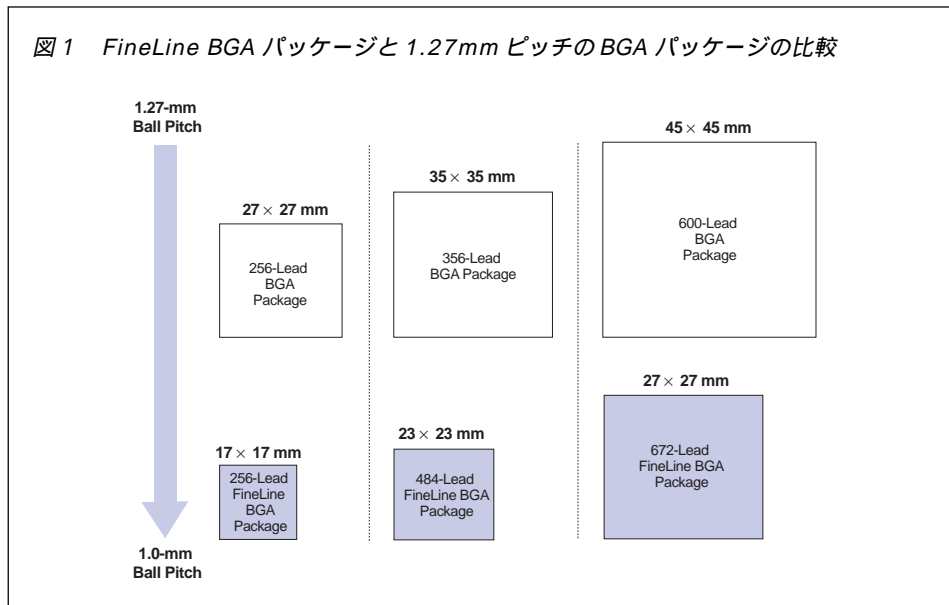 図 1 FineLine BGA パッケージと 1.27mm ピッチの BGA パッケージの比較
1.27-mm
Ball Pitch
27 × 27 mm
256-Lead
BGA
Package
35 × 35 mm
356-Lead
BGA Package
45 × 45 mm
600-Lead
BGA
Package
17 × 17 mm
256-Lead
FineLine
BGA
Package
23 × 23 mm
484-Lead
FineLine BGA
Package
27 × 27 mm
672-Lead
FineLine BGA
Package
1.0-mm
Ball Pitch